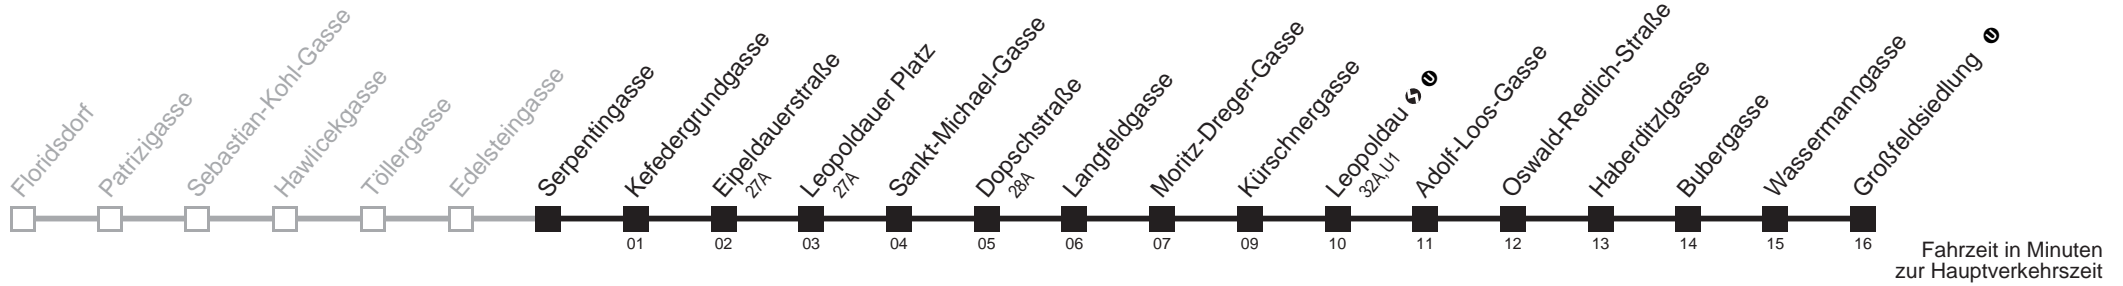 Floridsdorf
Patrizigasse
Sebastian-Kohl-Gasse
Hawlicekgasse
Töllergasse
Edelsteingasse
Serpentingasse
Kefedergrundgasse
Eipeldauerstraße
27A
Leopoldauer Platz
27A
Sankt-Michael-Gasse
Dopschstraße
28A
Langfeldgasse
Moritz-Dreger-Gasse
Kürschnergasse
Leopoldau S U
32A,U1
Adolf-Loos-Gasse
Oswald-Redlich-Straße
Haberditzlgasse
Bubergasse
Wassermanngasse
Großfeldsiedlung U
01 02 03 04 05 06 07 09 10 11 12 13 14 15 16
Fahrzeit in Minuten
zur Hauptverkehrszeit